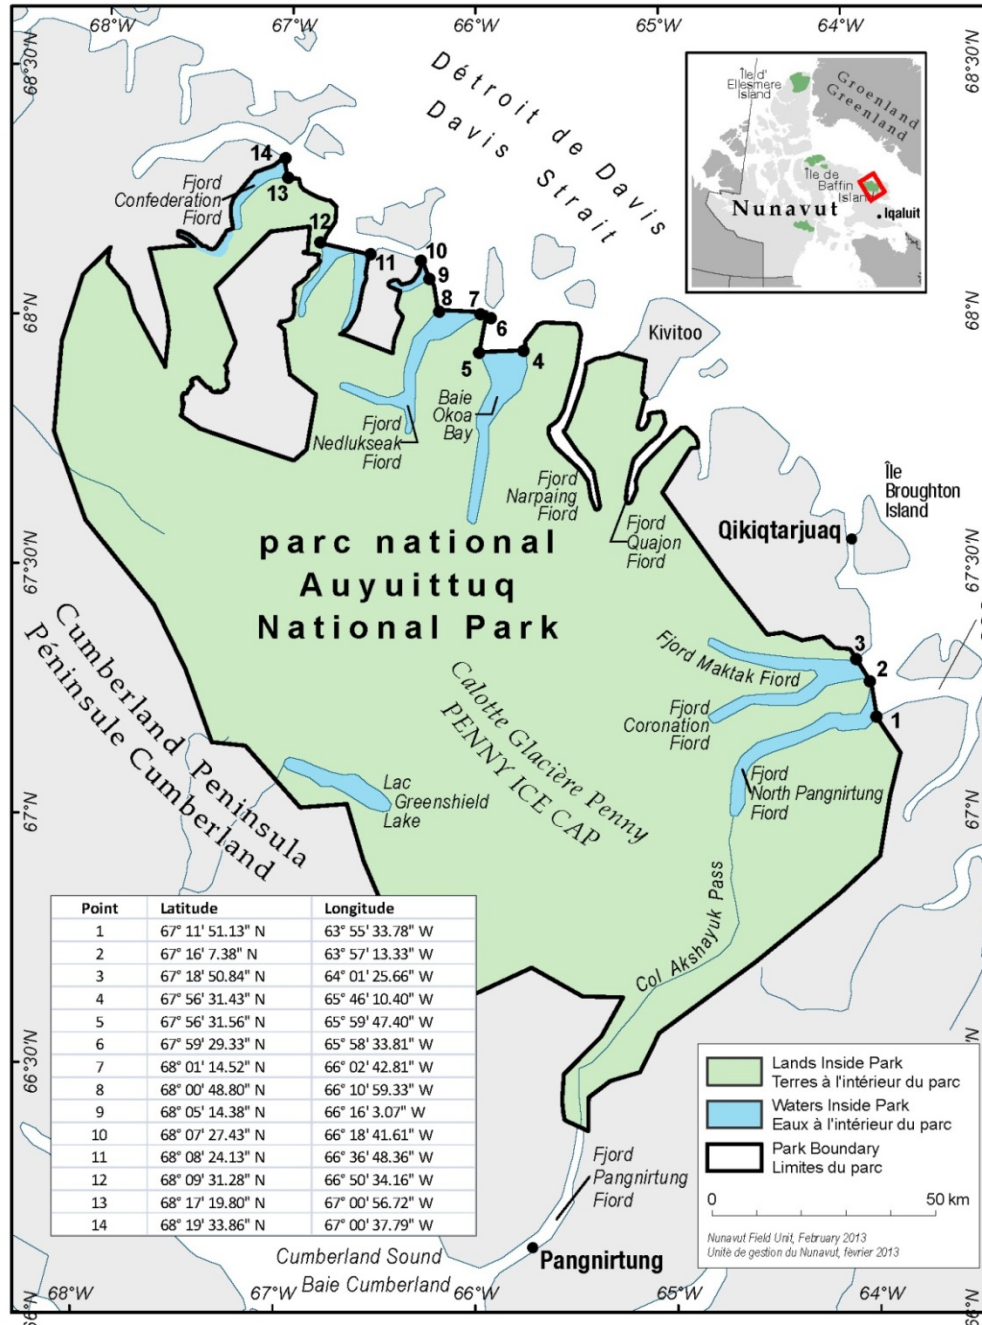 68°W 67°W 66°W 65°W 64°W
68°30'N
68°30'N
Détroit de Davis
Davis Strait
Île d'
Ellesmere
Island
Groenland
Greenland
Île de
Baffin
Island
Nunavut
Iqaluit
14
Fjord
Confederation
Fiord
13
12
11
10
9
8
7
6
5
4
68°N
68°N
Kivitoo
Baie
Okoa
Bay
Fjord
Nedlukseak
Fiord
Fjord
Narpaing
Fiord
Fjord
Quajon
Fiord
Île
Broughton
Island
Qikiqtarjuaq
67°30'N
67°30'N
parc national
Auyuittuq
National Park
Cumberland Peninsula
Péninsule Cumberland
Fjord Maktak Fiord
3
2
1
Fjord
Coronation
Fiord
Calotte Glacière Penny
PENNY ICE CAP
Fjord
North Pangnirtung
Fiord
Lac
Greenshield
Lake
67°N
67°N
Col Akshayuk Pass
Point Latitude Longitude
1 67° 11' 51.13" N 63° 55' 33.78" W
2 67° 16' 7.38" N 63° 57' 13.33" W
3 67° 18' 50.84" N 64° 01' 25.66" W
4 67° 56' 31.43" N 65° 46' 10.40" W
5 67° 56' 31.56" N 65° 59' 47.40" W
6 67° 59' 29.33" N 65° 58' 33.81" W
7 68° 01' 14.52" N 66° 02' 42.81" W
8 68° 00' 48.80" N 66° 10' 59.33" W
9 68° 05' 14.38" N 66° 16' 3.07" W
10 68° 07' 27.43" N 66° 18' 41.61" W
11 68° 08' 24.13" N 66° 36' 48.36" W
12 68° 09' 31.28" N 66° 50' 34.16" W
13 68° 17' 19.80" N 67° 00' 56.72" W
14 68° 19' 33.86" N 67° 00' 37.79" W
66°30'N
Lands Inside Park
Terres à l'intérieur du parc
Waters Inside Park
Eaux à l'intérieur du parc
Park Boundary
Limites du parc
0 50 km
Nunavut Field Unit, February 2013
Unité de gestion du Nunavut, février 2013
Fjord
Pangnirtung
Fiord
Pangnirtung
Cumberland Sound
Baie Cumberland
68°W 67°W 66°W 65°W 64°W
66°N
66°N